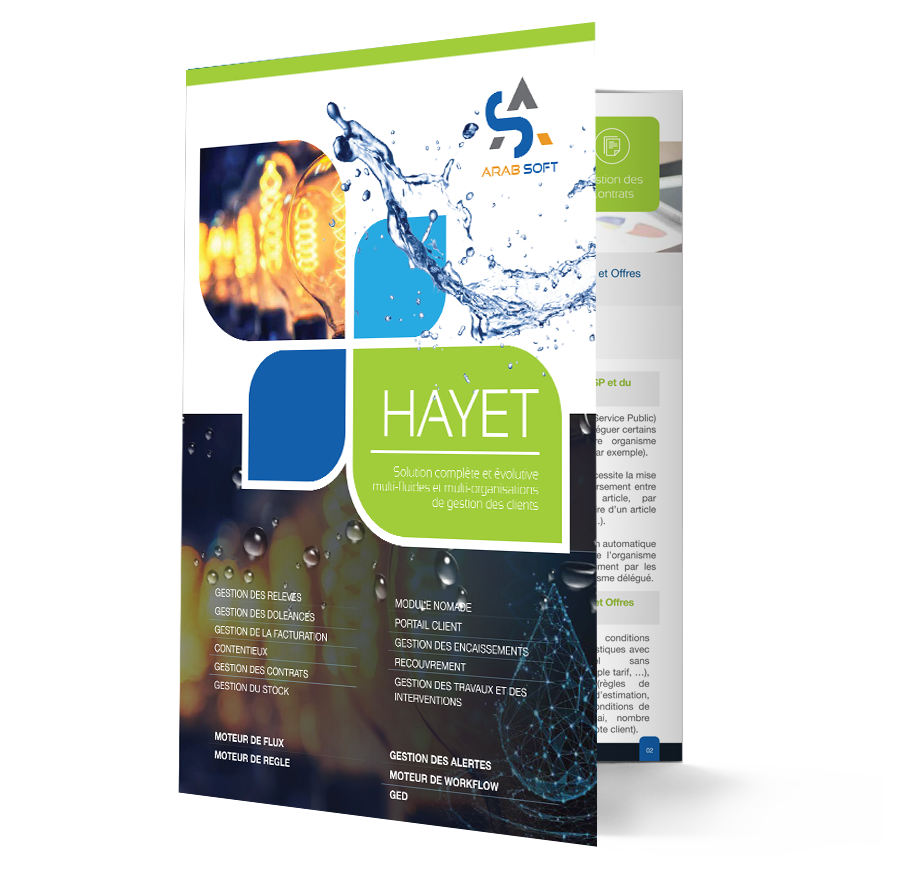 ARAB SOFT
HAYET
Solution complète et évolutive
multi-fluides et multi-organisations
de gestion des clients
GESTION DES RELEVÉS
GESTION DES DOLEANCES
GESTION DE LA FACTURATION
CONTENTIEUX
GESTION DES CONTRATS
GESTION DU STOCK
MODULE NOMADE
PORTAIL CLIENT
GESTION DES ENCAISSEMENTS
RECOUVREMENT
GESTION DES TRAVAUX ET DES
INTERVENTIONS
MOTEUR DE FLUX
MOTEUR DE REGLE
GESTION DES ALERTES
MOTEUR DE WORKFLOW
GED
stion des
ontrats
et Offres
SP et du
Service Public)
éguer certains
re organisme
ar exemple).
cessite la mise
rsement entre
article, par
re d'un article
..).
n automatique
e l'organisme
ment par les
sme délégué.
et Offres
conditions
stiques avec
el sans
ple tarif, ...),
(règles de
d'estimation,
onditions de
ai, nombre
te client).
02